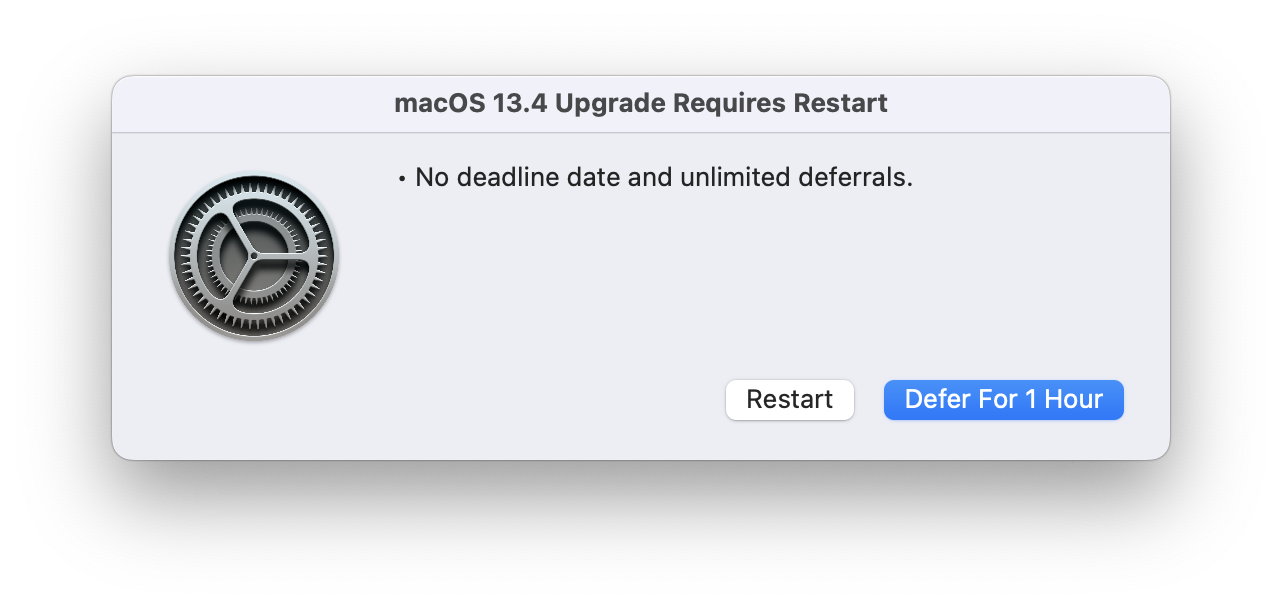 macOS 13.4 Upgrade Requires Restart
• No deadline date and unlimited deferrals.
Restart
Defer For 1 Hour